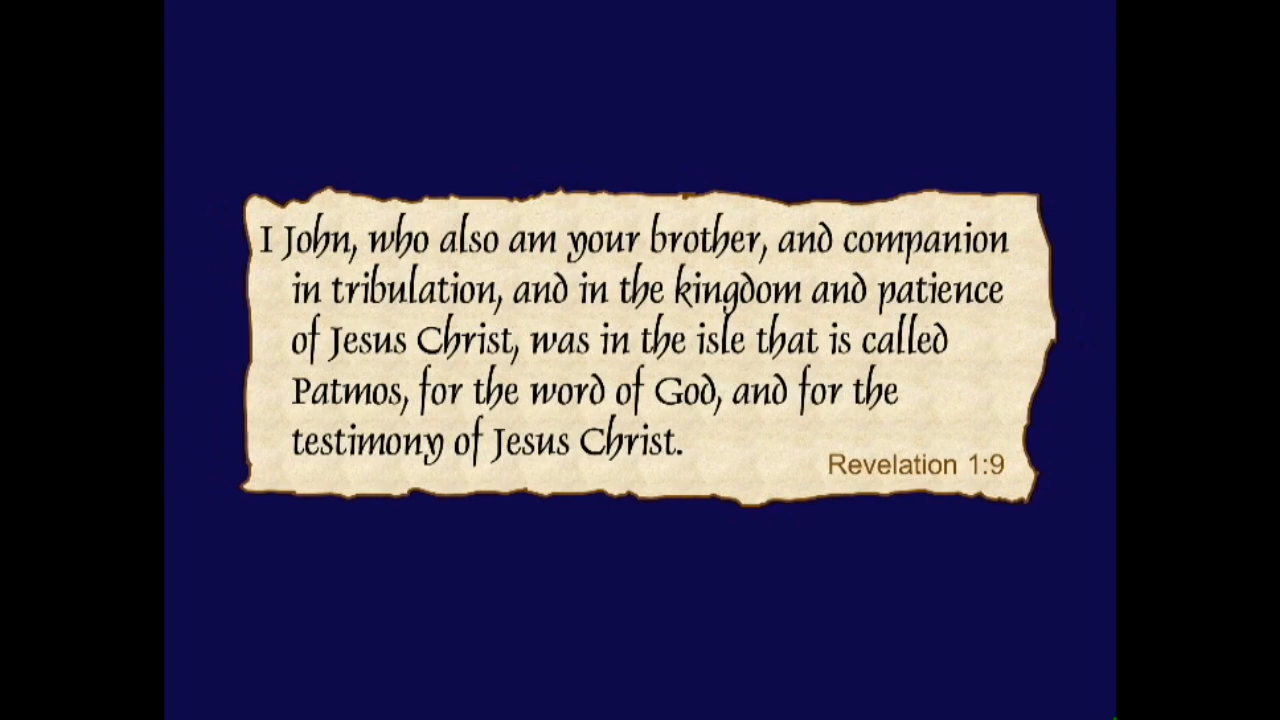 I John, who also am your brother, and companion
in tribulation, and in the kingdom and patience
of Jesus Christ, was in the isle that is called
Patmos, for the word of God, and for the
testimony of Jesus Christ.
Revelation 1:9